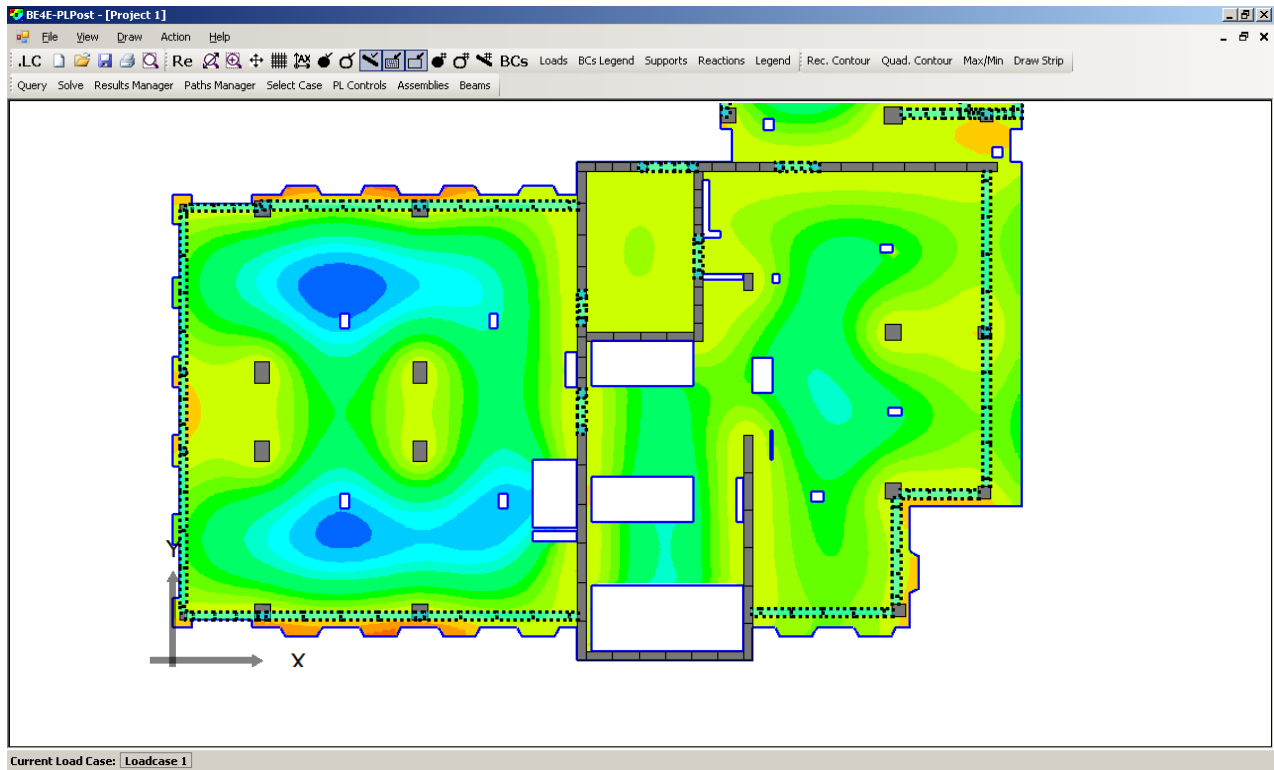 BE4E-PLPost - [Project 1]
File View Draw Action Help
.LC Re BCs Loads BCs Legend Supports Reactions Legend Rec. Contour Quad. Contour Max/Min Draw Strip
Query Solve Results Manager Paths Manager Select Case PL Controls Assemblies Beams
Y
X
Current Load Case: Loadcase 1